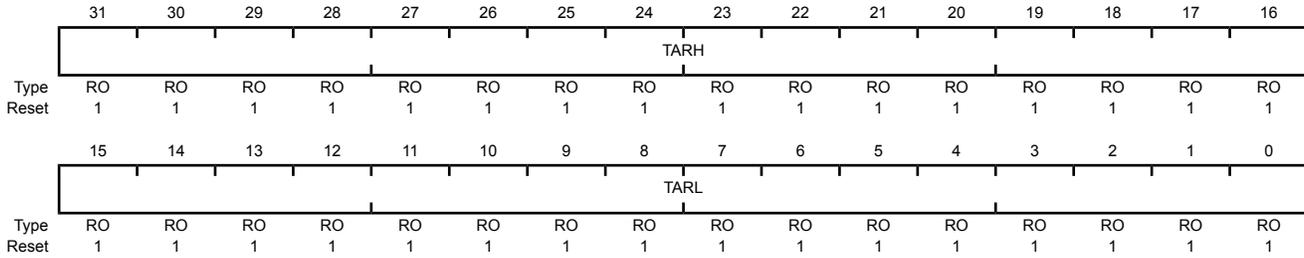 31 30 29 28 27 26 25 24 23 22 21 20 19 18 17 16
TARH
Type RO RO RO RO RO RO RO RO RO RO RO RO RO RO RO RO
Reset 1 1 1 1 1 1 1 1 1 1 1 1 1 1 1 1
15 14 13 12 11 10 9 8 7 6 5 4 3 2 1 0
TARL
Type RO RO RO RO RO RO RO RO RO RO RO RO RO RO RO RO
Reset 1 1 1 1 1 1 1 1 1 1 1 1 1 1 1 1